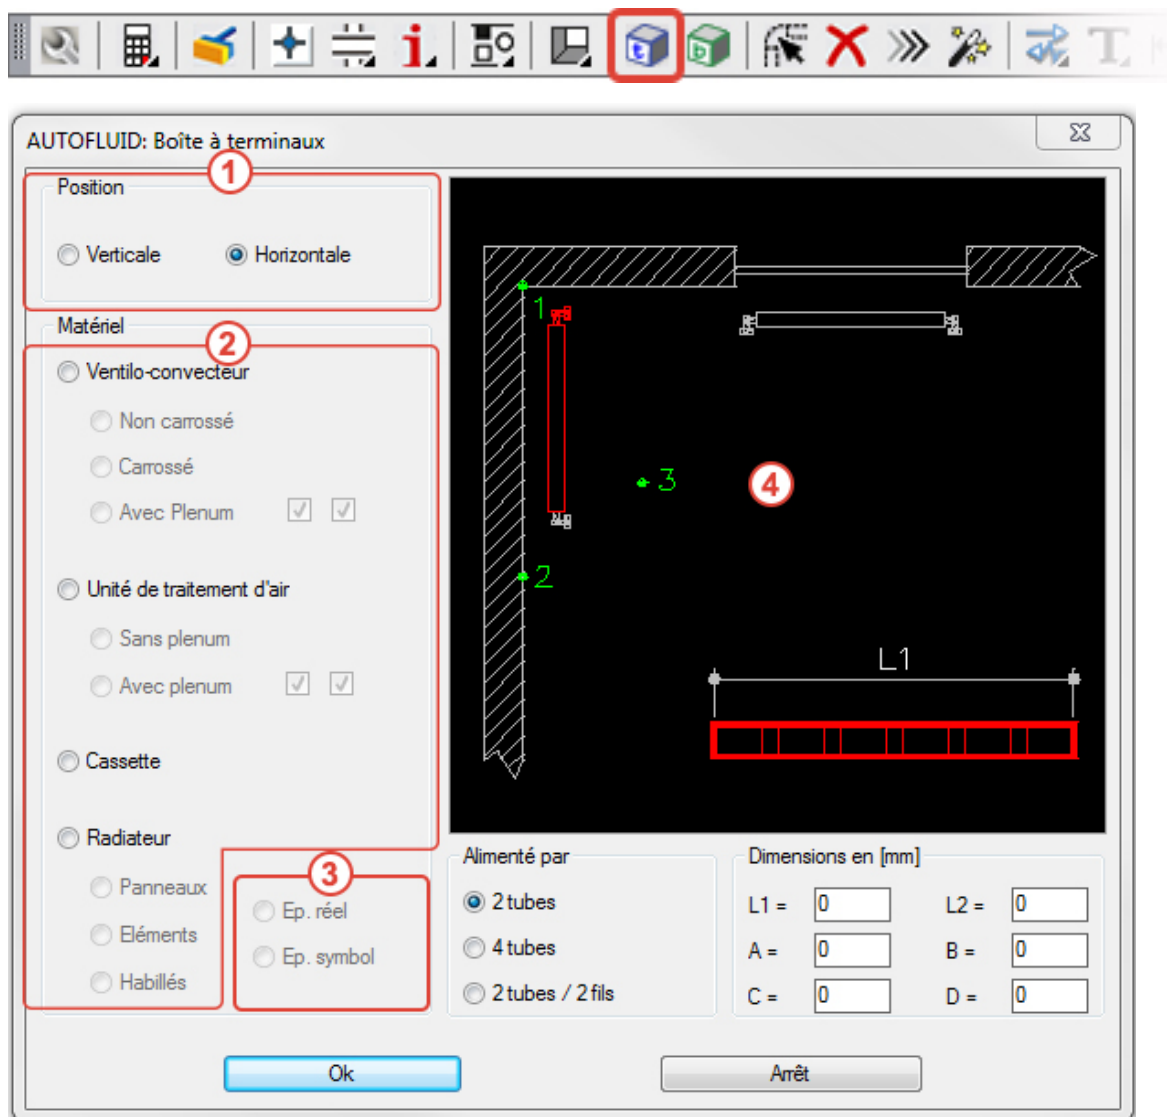 t
b
T
AUTOFLUID: Boîte à terminaux
1
Position
Verticale
Horizontale
Matériel
2
Ventilo-convecteur
Non carrossé
Carrossé
Avec Plenum
Unité de traitement d'air
Sans plenum
Avec plenum
Cassette
Radiateur
Panneaux
Eléments
Habillés
3
Ep. réel
Ep. symbol
1
3
4
2
L1
Alimenté par
2 tubes
4 tubes
2 tubes / 2 fils
Dimensions en [mm]
L1 = 0 L2 = 0
A = 0 B = 0
C = 0 D = 0
Ok
Arrêt